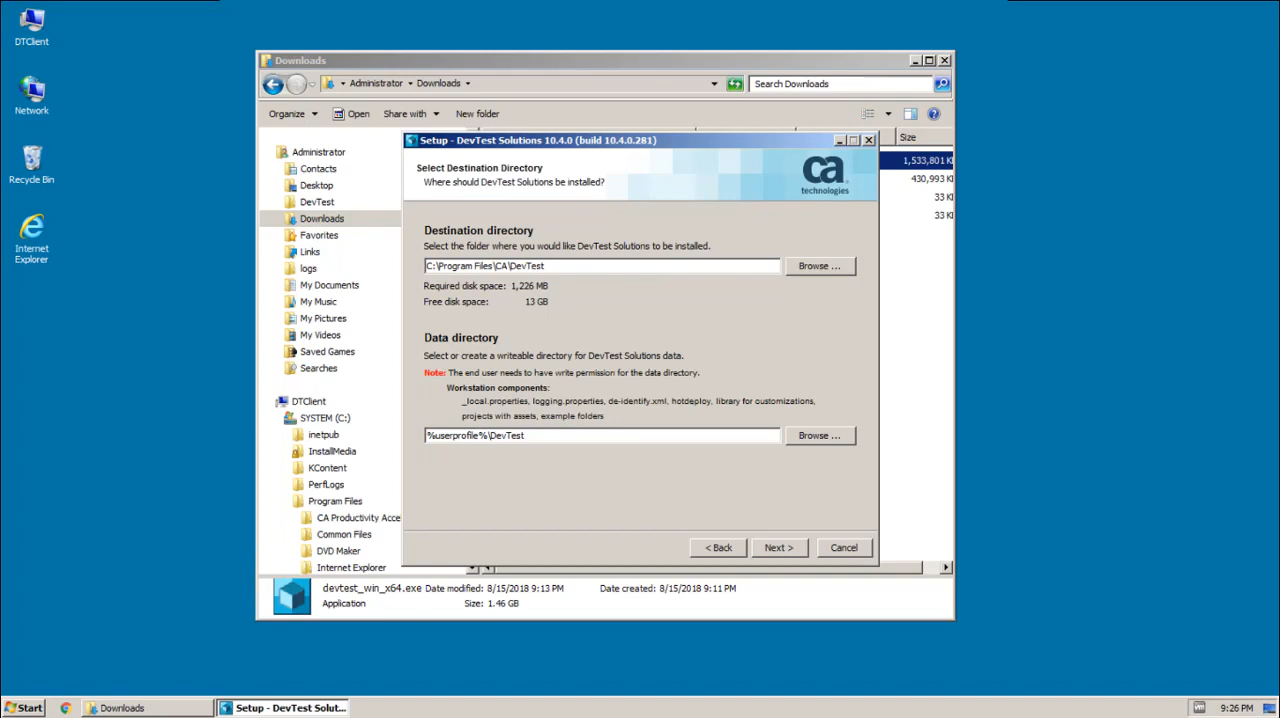 DTClient
Network
Recycle Bin
Internet
Explorer
Downloads
Administrator
Downloads
Search Downloads
Organize
Open
Share with
New folder
Size
Administrator
Contacts
Desktop
DevTest
Downloads
Favorites
Links
logs
My Documents
My Music
My Pictures
My Videos
Saved Games
Searches
DTClient
SYSTEM (C:)
inetpub
InstallMedia
KContent
PerfLogs
Program Files
CA Productivity Acce
Common Files
DVD Maker
Internet Explorer
1,533,801 K
430,993 K
33 K
33 K
Setup - DevTest Solutions 10.4.0 (build 10.4.0.281)
Select Destination Directory
Where should DevTest Solutions be installed?
ca
technologies
Destination directory
Select the folder where you would like DevTest Solutions to be installed.
C:\Program Files\CA\DevTest
Browse ...
Required disk space: 1,226 MB
Free disk space: 13 GB
Data directory
Select or create a writeable directory for DevTest Solutions data.
Note: The end user needs to have write permission for the data directory.
Workstation components:
_local.properties, logging.properties, de-identify.xml, hotdeploy, library for customizations,
projects with assets, example folders
%userprofile%\DevTest
Browse ...
< Back
Next >
Cancel
devtest_win_x64.exe Date modified: 8/15/2018 9:13 PM Date created: 8/15/2018 9:11 PM
Application Size: 1.46 GB
Start
Downloads
Setup - DevTest Solut...
9:26 PM